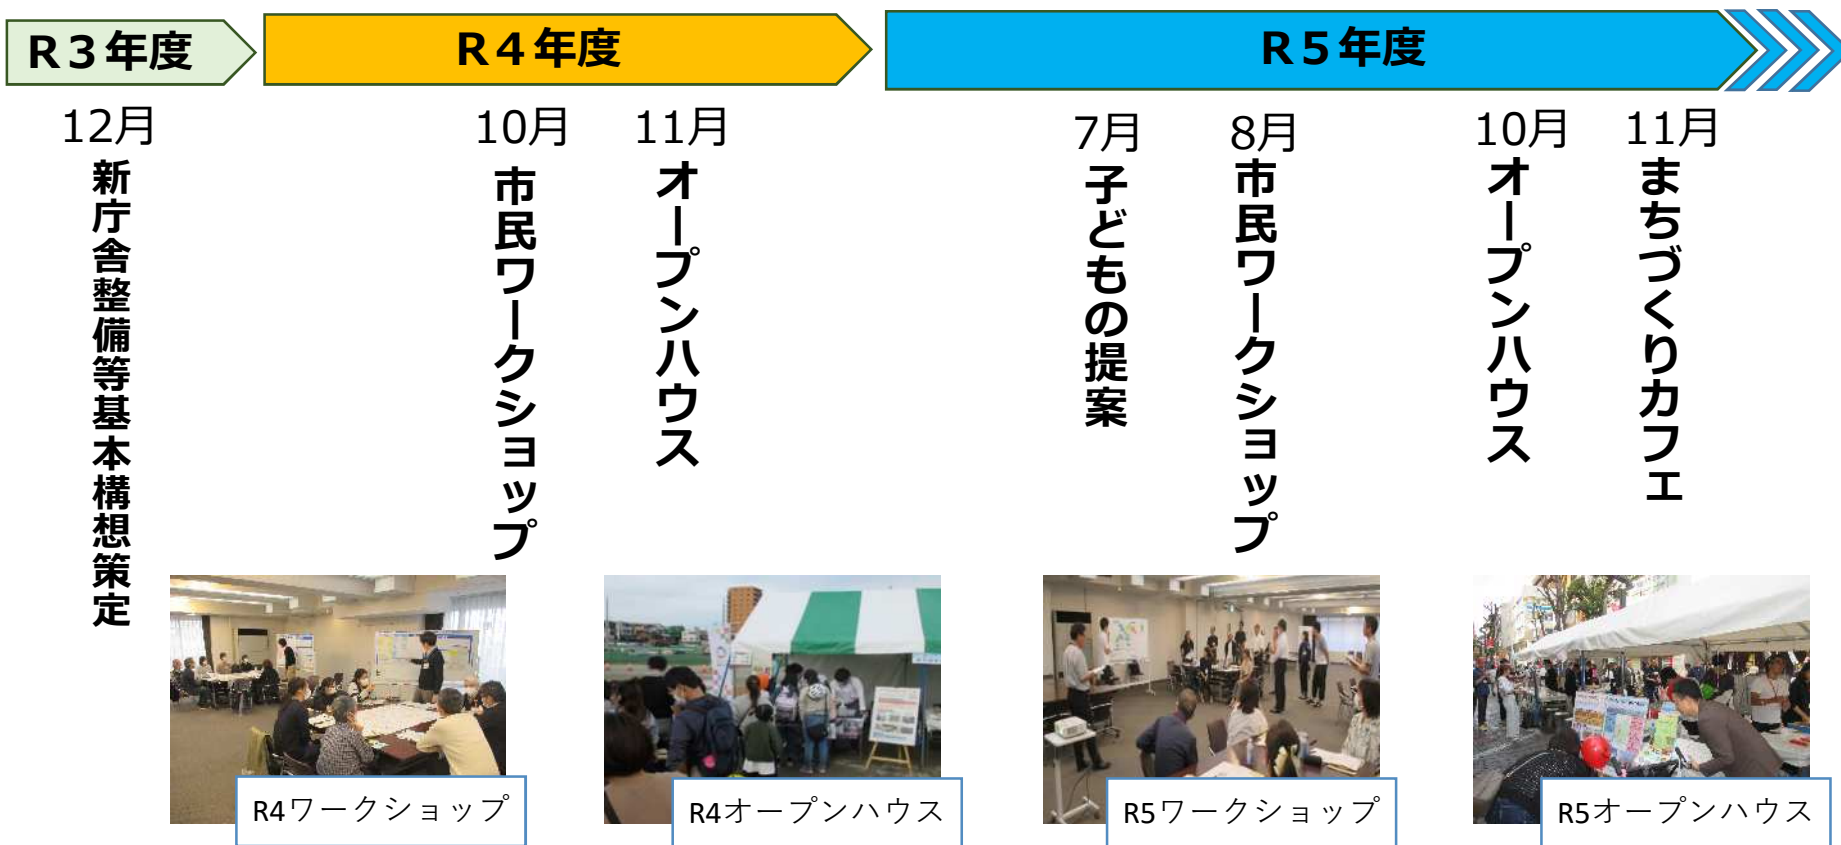 R3年度
R4年度
R5年度
12月
新庁舎整備等基本構想策定
10月
市民ワークショップ
11月
オープンハウス
7月
子どもの提案
8月
市民ワークショップ
10月
オープンハウス
11月
まちづくりカフェ
R4ワークショップ
R4オープンハウス
R5ワークショップ
R5オープンハウス